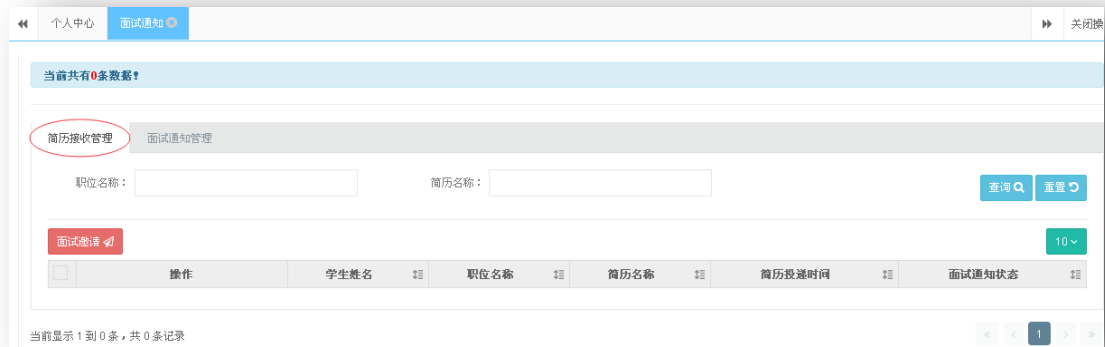 个人中心 面试通知 关闭操
当前共有0条数据!
简历接收管理 面试通知管理
职位名称： 简历名称： 查询 重置
面试邀请 10
操作 学生姓名 职位名称 简历名称 简历投递时间 面试通知状态
当前显示 1 到 0 条，共 0 条记录 « ‹ 1 › »